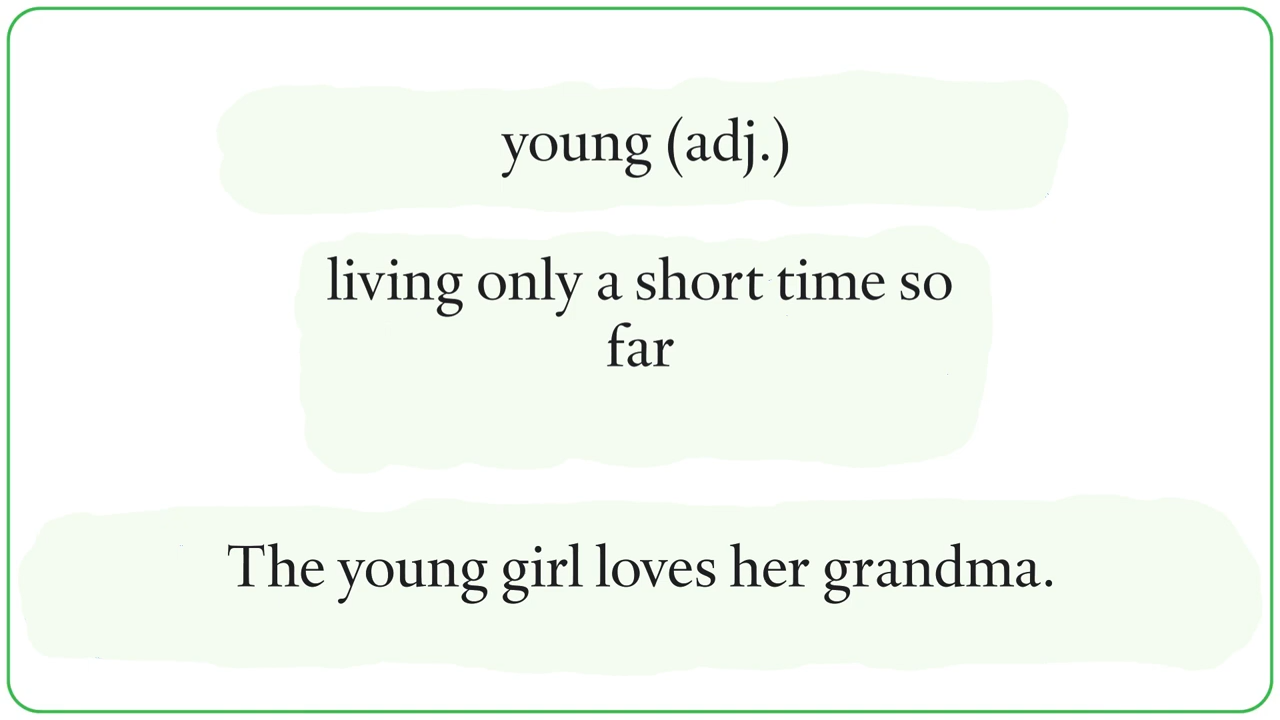 young (adj.)
living only a short time so
far
The young girl loves her grandma.